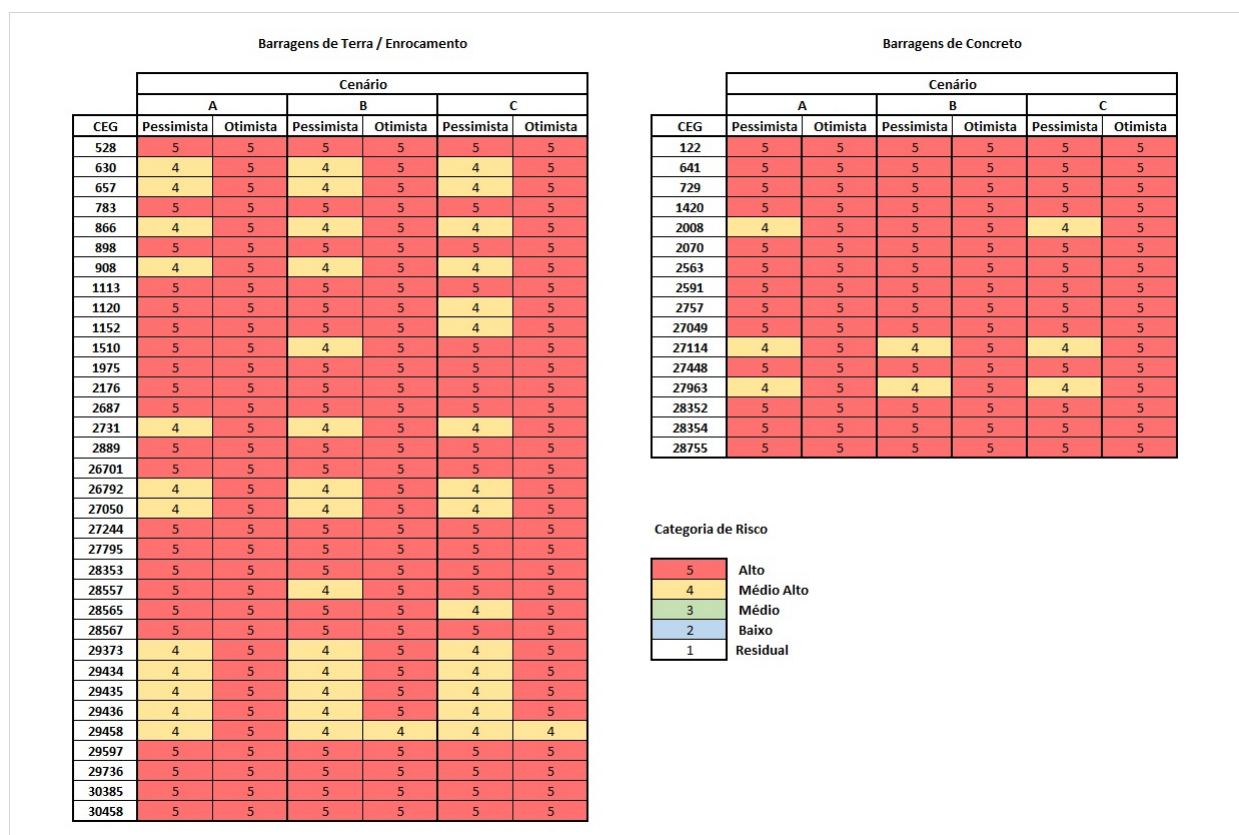 Barragens de Terra / Enrocamento
Cenário
A B C
CEG Pessimista Otimista Pessimista Otimista Pessimista Otimista
528 5 5 5 5 5 5
630 4 5 4 5 4 5
657 4 5 4 5 4 5
783 5 5 5 5 5 5
866 4 5 4 5 4 5
898 5 5 5 5 5 5
908 4 5 4 5 4 5
1113 5 5 5 5 5 5
1120 5 5 5 5 4 5
1152 5 5 5 5 4 5
1510 5 5 4 5 5 5
1975 5 5 5 5 5 5
2176 5 5 5 5 5 5
2687 5 5 5 5 5 5
2731 4 5 4 5 4 5
2889 5 5 5 5 5 5
26701 5 5 5 5 5 5
26792 4 5 4 5 4 5
27050 4 5 4 5 4 5
27244 5 5 5 5 5 5
27795 5 5 5 5 5 5
28353 5 5 5 5 5 5
28557 5 5 4 5 5 5
28565 5 5 5 5 4 5
28567 5 5 5 5 5 5
29373 4 5 4 5 4 5
29434 4 5 4 5 4 5
29435 4 5 4 5 4 5
29436 4 5 4 5 4 5
29458 4 5 4 4 4 4
29597 5 5 5 5 5 5
29736 5 5 5 5 5 5
30385 5 5 5 5 5 5
30458 5 5 5 5 5 5
Barragens de Concreto
Cenário
A B C
CEG Pessimista Otimista Pessimista Otimista Pessimista Otimista
122 5 5 5 5 5 5
641 5 5 5 5 5 5
729 5 5 5 5 5 5
1420 5 5 5 5 5 5
2008 4 5 5 5 4 5
2070 5 5 5 5 5 5
2563 5 5 5 5 5 5
2591 5 5 5 5 5 5
2757 5 5 5 5 5 5
27049 5 5 5 5 5 5
27114 4 5 4 5 4 5
27448 5 5 5 5 5 5
27963 4 5 4 5 4 5
28352 5 5 5 5 5 5
28354 5 5 5 5 5 5
28755 5 5 5 5 5 5
Categoria de Risco
5 Alto
4 Médio Alto
3 Médio
2 Baixo
1 Residual